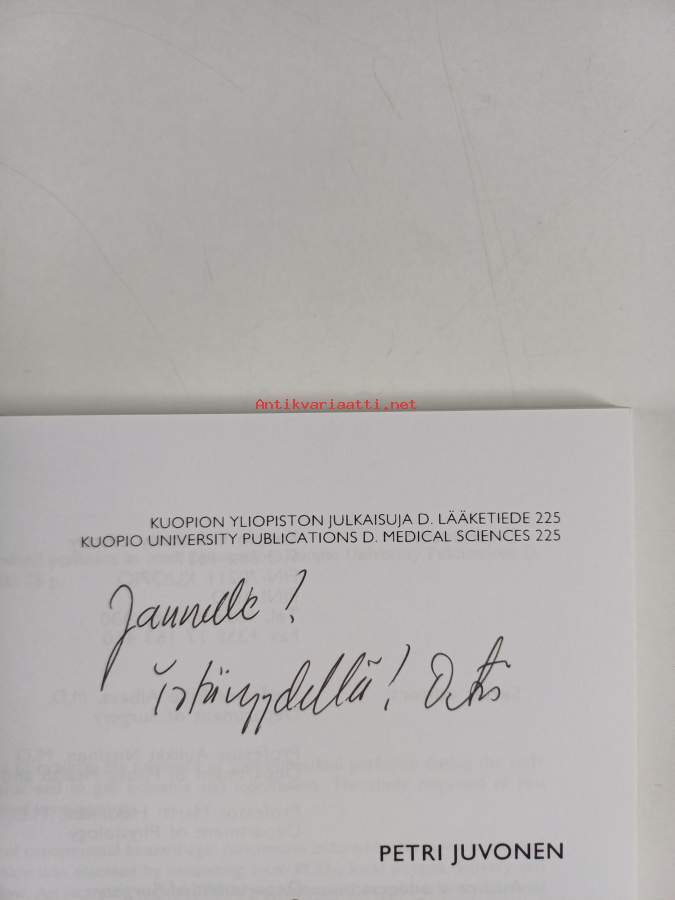 Antikvariaatti.net
KUOPION YLIOPISTON JULKAISUJA D. LÄÄKETIEDE 225
KUOPIO UNIVERSITY PUBLICATIONS D. MEDICAL SCIENCES 225
Jannelle!
Ystävyydellä!
PETRI JUVONEN